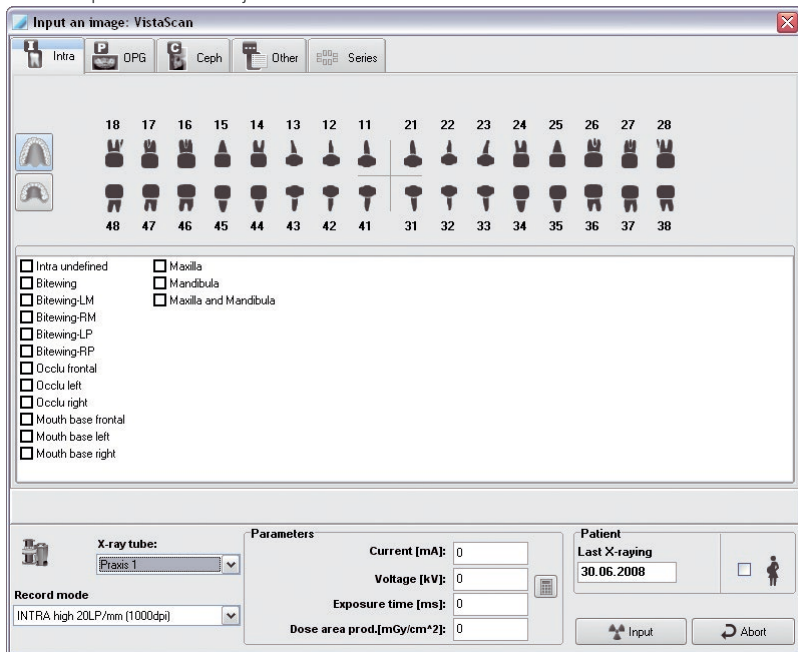 Input an image: VistaScan
I Intra P OPG C Ceph Other Series
18 17 16 15 14 13 12 11 21 22 23 24 25 26 27 28
48 47 46 45 44 43 42 41 31 32 33 34 35 36 37 38
Intra undefined
Bitewing
Bitewing-LM
Bitewing-RM
Bitewing-LP
Bitewing-RP
Occlu frontal
Occlu left
Occlu right
Mouth base frontal
Mouth base left
Mouth base right
Maxilla
Mandibula
Maxilla and Mandibula
X-ray tube:
Praxis 1
Record mode
INTRA high 20LP/mm (1000dpi)
Parameters
Current [mA]: 0
Voltage [kV]: 0
Exposure time [ms]: 0
Dose area prod.[mGy/cm^2]: 0
Patient
Last X-raying
30.06.2008
Input Abort